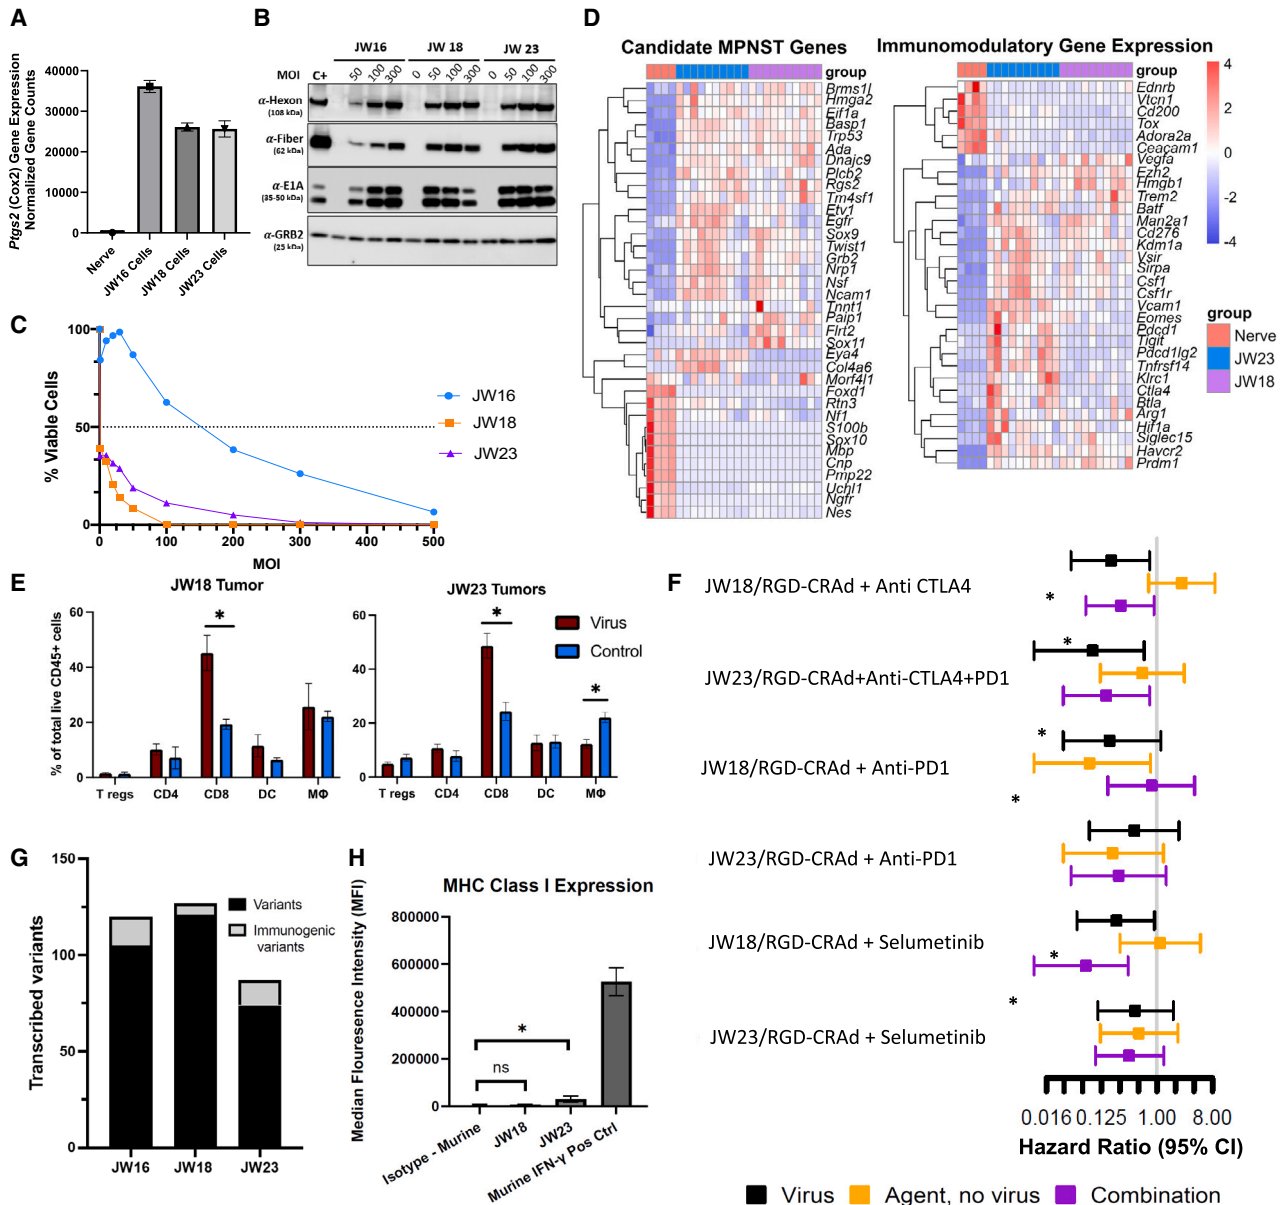 A
Ptgs2 (Cox2) Gene Expression
Normalized Gene Counts
40000
30000
20000
10000
0
Nerve
JW16 Cells
JW18 Cells
JW23 Cells
B
JW16
JW 18
JW 23
MOI
C+
50
100
300
0
50
100
300
0
50
100
300
α-Hexon
(108 kDa)
α-Fiber
(62 kDa)
α-E1A
(35-50 kDa)
α-GRB2
(25 kDa)
C
% Viable Cells
100
50
0
0
100
200
300
400
500
MOI
JW16
JW18
JW23
D
Candidate MPNST Genes
group
Brms1l
Hmga2
Eif1a
Basp1
Trp53
Ada
Dnajc9
Plcb2
Rgs2
Tm4sf1
Etv1
Egfr
Sox9
Twist1
Grb2
Nrp1
Nsf
Ncam1
Tnnt1
Palp1
Flrt2
Sox11
Eya4
Col4a6
Morf4l1
Foxd1
Rtn3
Nf1
S100b
Sox10
Mbp
Cnp
Pmp22
Uchl1
Ngfr
Nes
Immunomodulatory Gene Expression
group
Ednrb
Vtcn1
Cd200
Tox
Adora2a
Ceacam1
Vegfa
Ezh2
Hmgb1
Trem2
Batf
Man2a1
Cd276
Kdm1a
Vsir
Sirpa
Csf1
Csf1r
Vcam1
Eomes
Pdcd1
Tigit
Pdcd1lg2
Tnfrsf14
Klrc1
Ctla4
Btla
Arg1
Hif1a
Siglec15
Havcr2
Prdm1
4
2
0
-2
-4
group
Nerve
JW23
JW18
E
JW18 Tumor
% of total live CD45+ cells
60
40
20
0
*
T regs
CD4
CD8
DC
MΦ
JW23 Tumors
60
40
20
0
*
*
T regs
CD4
CD8
DC
MΦ
Virus
Control
F
JW18/RGD-CRAd + Anti CTLA4
*
JW23/RGD-CRAd+Anti-CTLA4+PD1
*
JW18/RGD-CRAd + Anti-PD1
*
*
JW23/RGD-CRAd + Anti-PD1
JW18/RGD-CRAd + Selumetinib
*
*
JW23/RGD-CRAd + Selumetinib
0.016
0.125
1.00
8.00
Hazard Ratio (95% CI)
Virus
Agent, no virus
Combination
G
Transcribed variants
150
100
50
0
JW16
JW18
JW23
Variants
Immunogenic
variants
H
MHC Class I Expression
Median Flouresence Intensity (MFI)
800000
600000
400000
200000
0
*
ns
Isotype - Murine
JW18
JW23
Murine IFN-γ Pos Ctrl